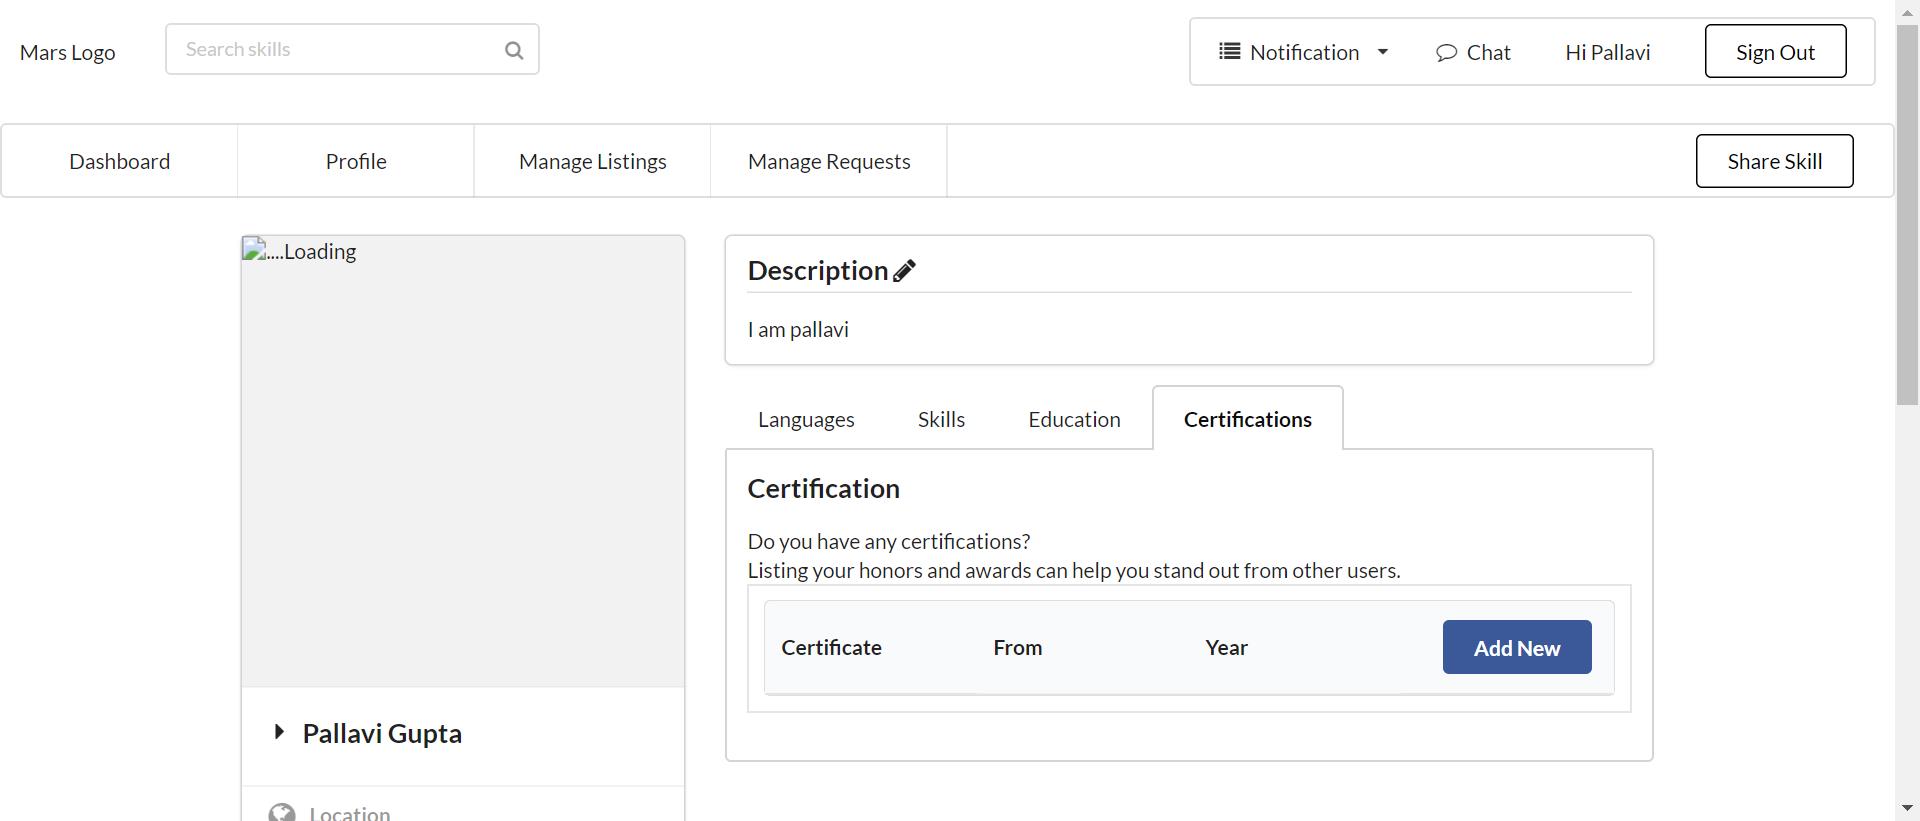 Mars Logo
Search skills
Notification
Chat
Hi Pallavi
Sign Out
Dashboard
Profile
Manage Listings
Manage Requests
Share Skill
....Loading
Pallavi Gupta
Location
Description
I am pallavi
Languages
Skills
Education
Certifications
Certification
Do you have any certifications?
Listing your honors and awards can help you stand out from other users.
Certificate
From
Year
Add New